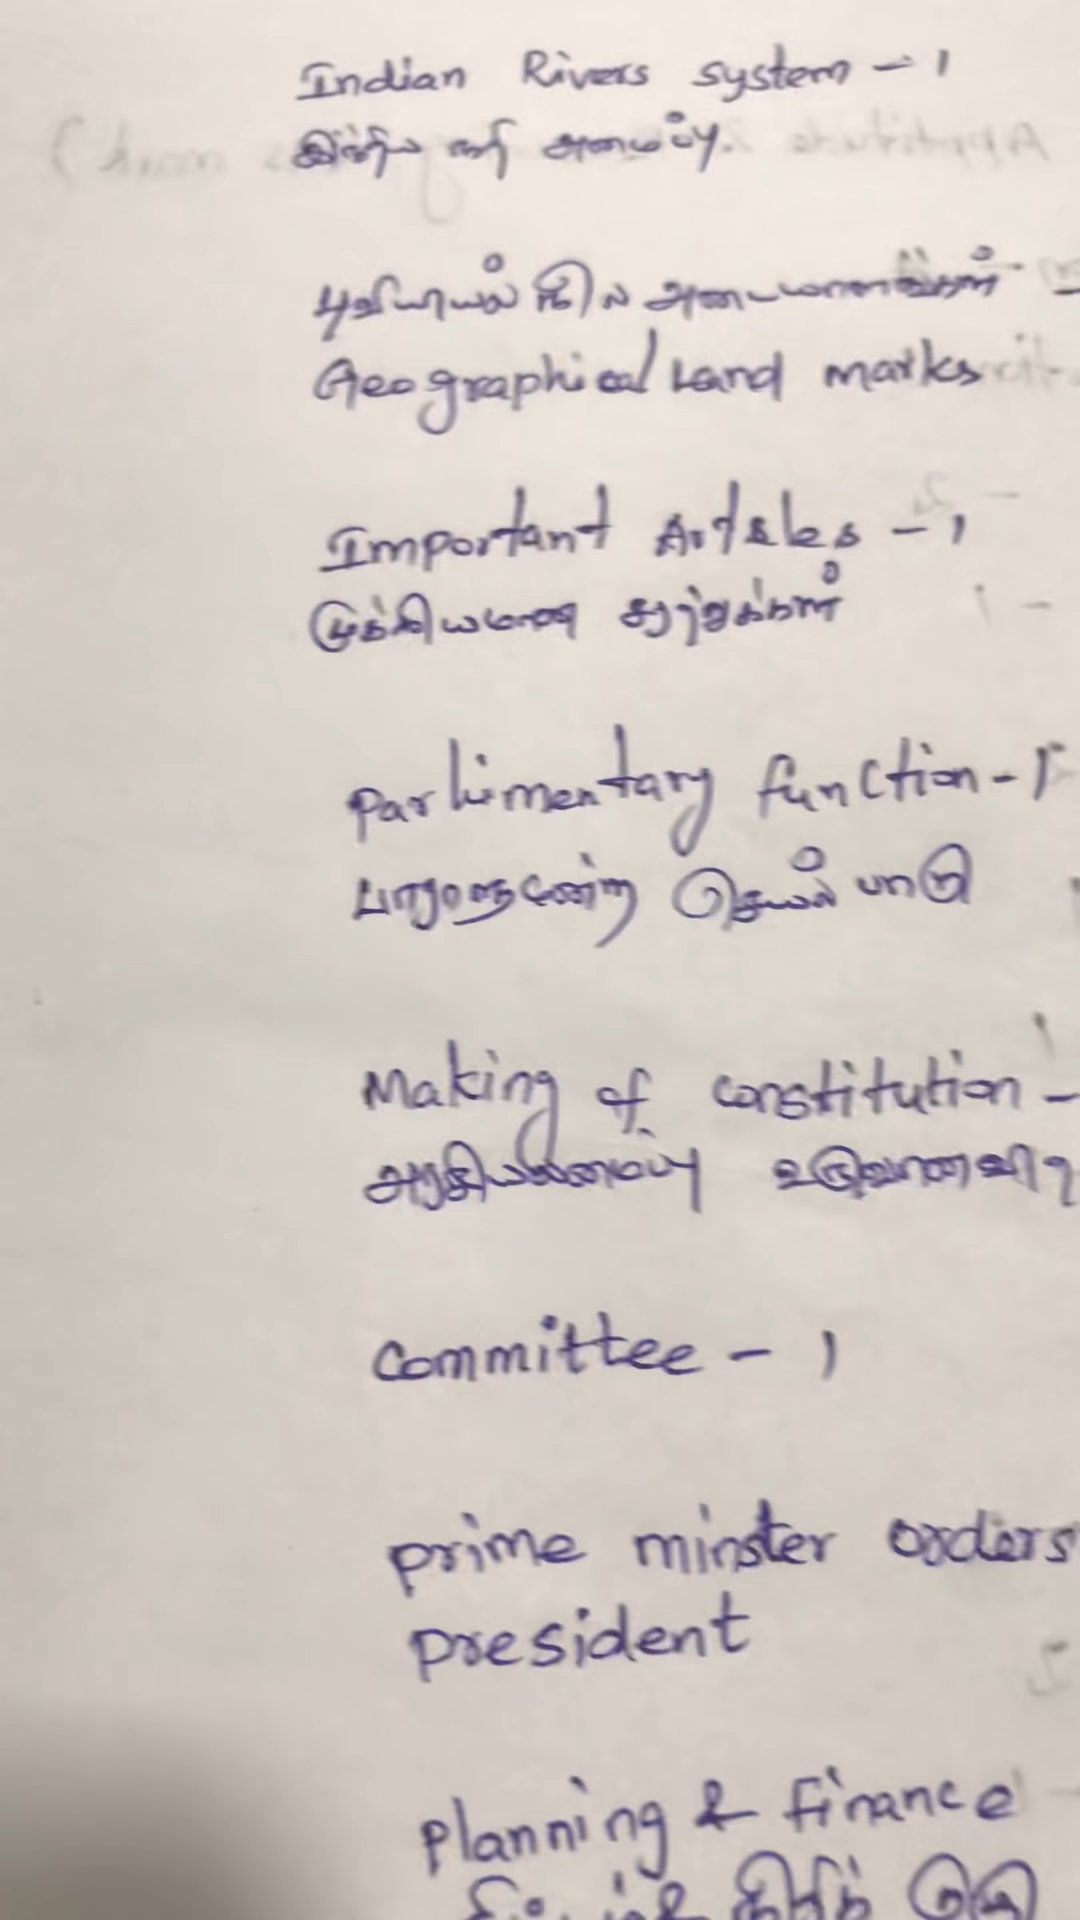 Indian Rivers system - 1
இந்திய நதி அமைப்பு.
புவியியல் நில அடையாளங்கள் -
Geographical Land marks
Important Articles - 1
முக்கியமான சரத்துக்கள்
parlimentary function - 1
பாராளுமன்ற செயல் பாடு
Making of constitution -
அரசியலமைப்பு உருவான
committee - 1
prime minster orders
president
planning & finance